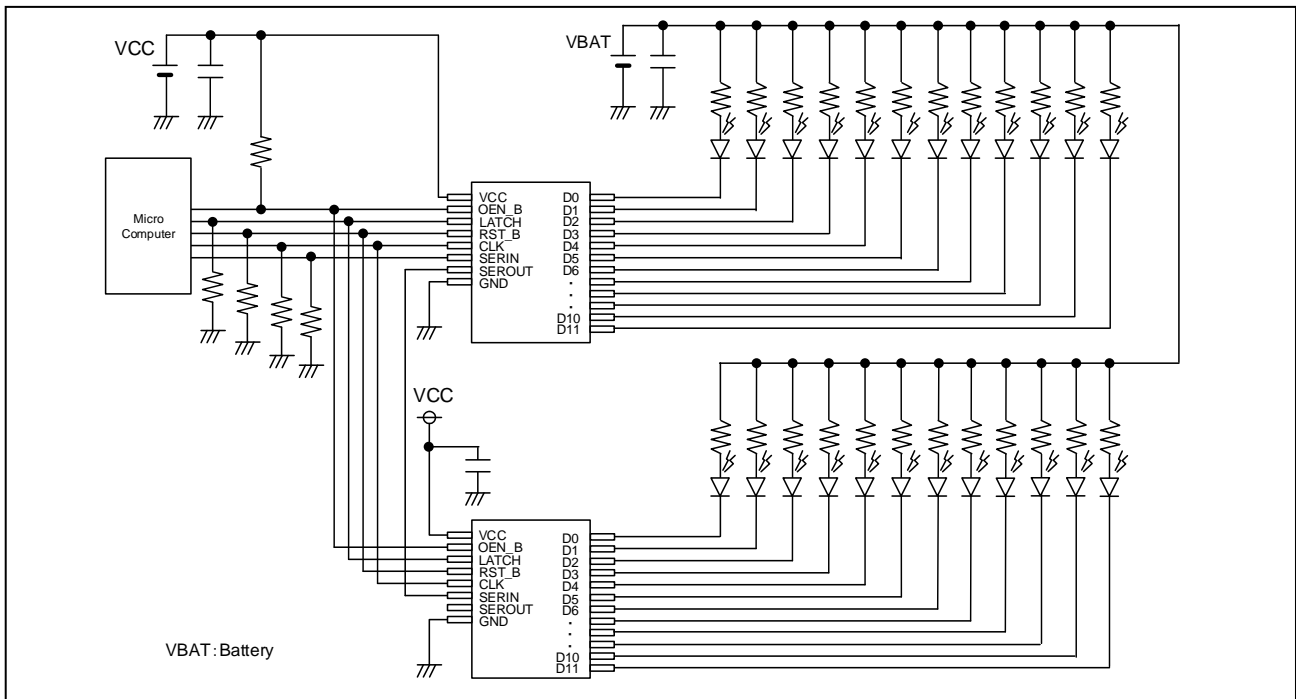 VCC
VBAT
Micro
Computer
VCC
OEN_B
LATCH
RST_B
CLK
SERIN
SEROUT
GND
D0
D1
D2
D3
D4
D5
D6
.
.
.
D10
D11
VCC
VCC
OEN_B
LATCH
RST_B
CLK
SERIN
SEROUT
GND
D0
D1
D2
D3
D4
D5
D6
.
.
.
D10
D11
VBAT:Battery